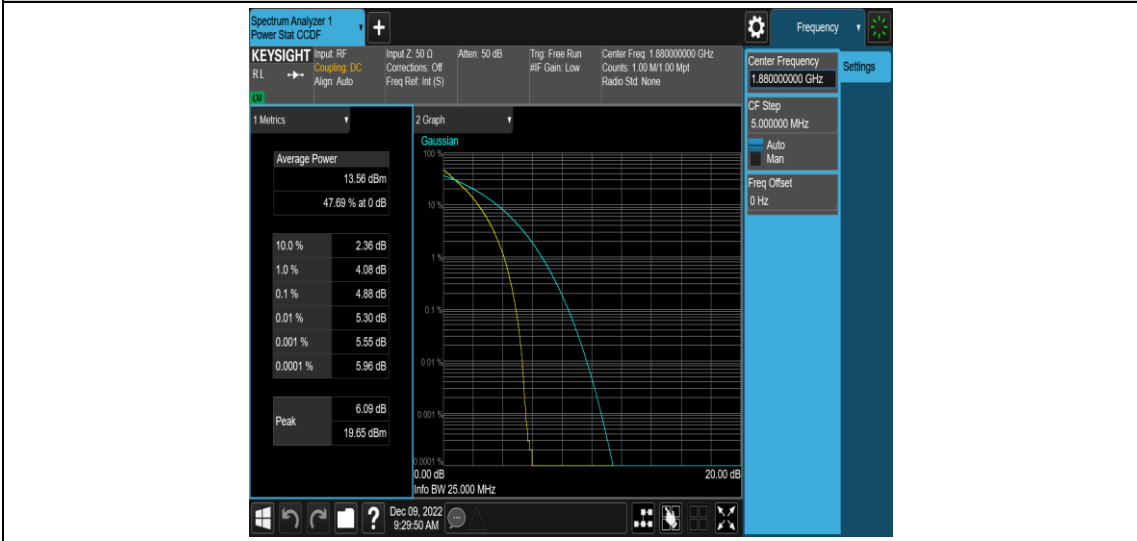 Spectrum Analyzer 1
Power Stat CCDF
+
Frequency
KEYSIGHT
RL
LXI
Input: RF
Coupling: DC
Align: Auto
Input Z: 50 Ω
Corrections: Off
Freq Ref: Int (S)
Atten: 50 dB
Trig: Free Run
#IF Gain: Low
Center Freq: 1.880000000 GHz
Counts: 1.00 M/1.00 Mpt
Radio Std: None
Center Frequency
1.880000000 GHz
Settings
CF Step
5.000000 MHz
Auto
Man
Freq Offset
0 Hz
1 Metrics
Average Power
13.56 dBm
47.69 % at 0 dB
10.0 % 2.36 dB
1.0 % 4.08 dB
0.1 % 4.88 dB
0.01 % 5.30 dB
0.001 % 5.55 dB
0.0001 % 5.96 dB
Peak
6.09 dB
19.65 dBm
2 Graph
Gaussian
100 %
10 %
1 %
0.1 %
0.01 %
0.001 %
0.0001 %
0.00 dB 20.00 dB
Info BW 25.000 MHz
?
Dec 09, 2022
9:29:50 AM